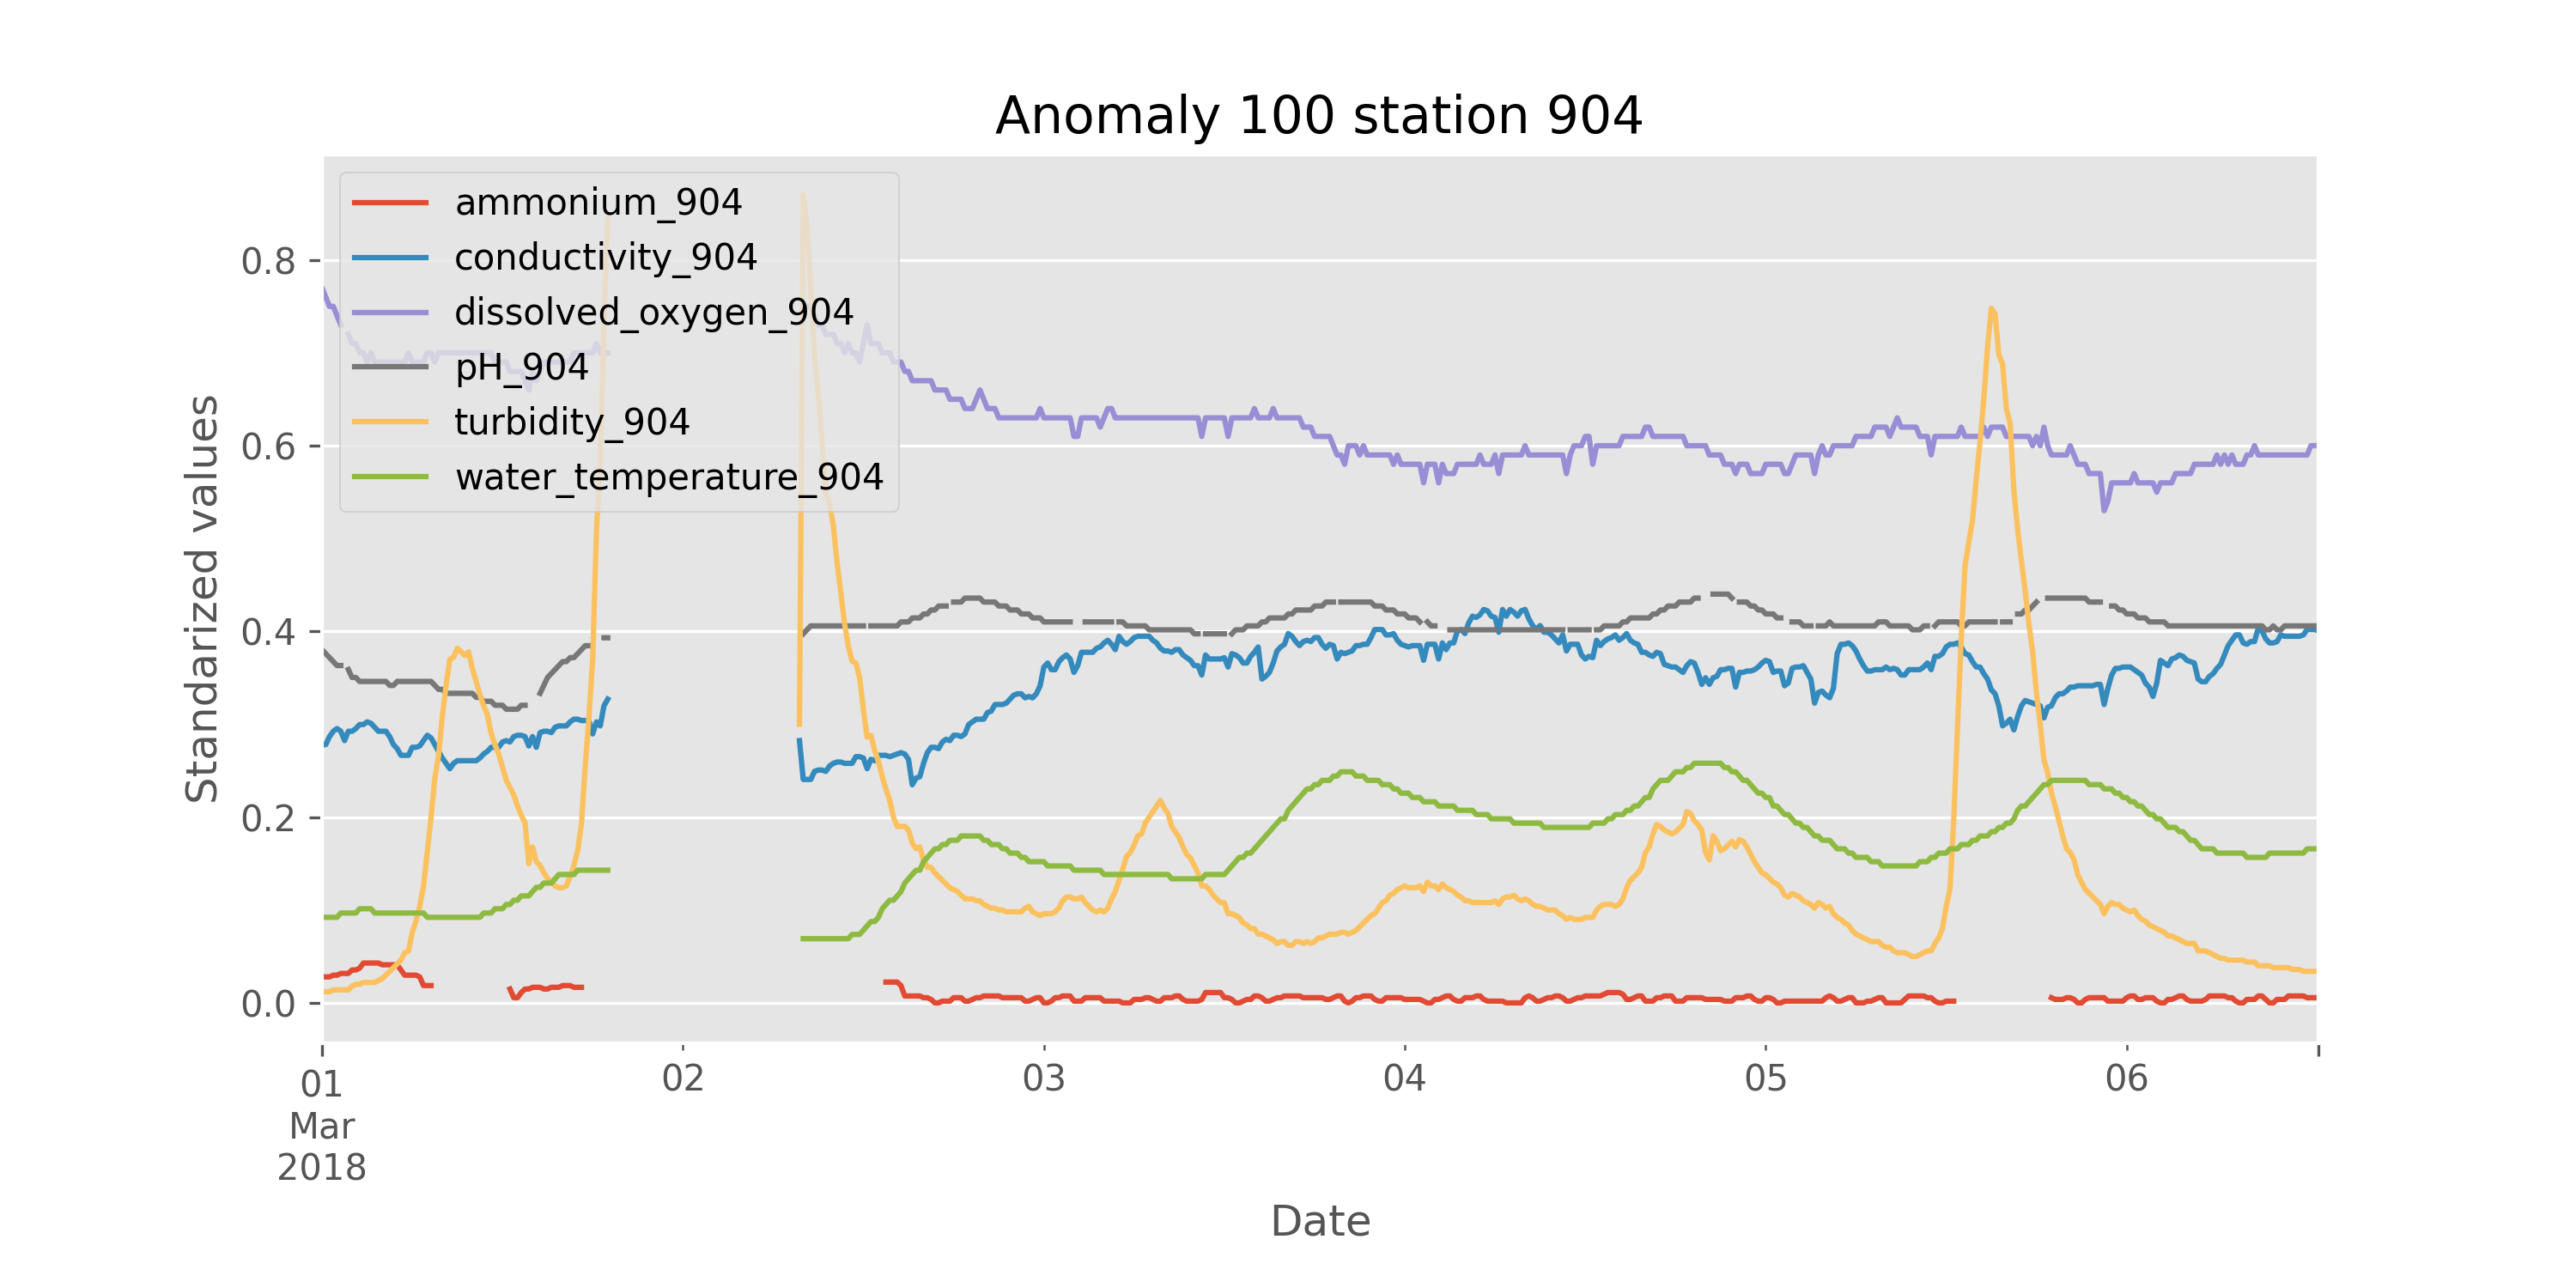 Anomaly 100 station 904
ammonium_904
conductivity_904
dissolved_oxygen_904
pH_904
turbidity_904
water_temperature_904
Standarized values
0.8
0.6
0.4
0.2
0.0
01 02 03 04 05 06
Mar
2018
Date